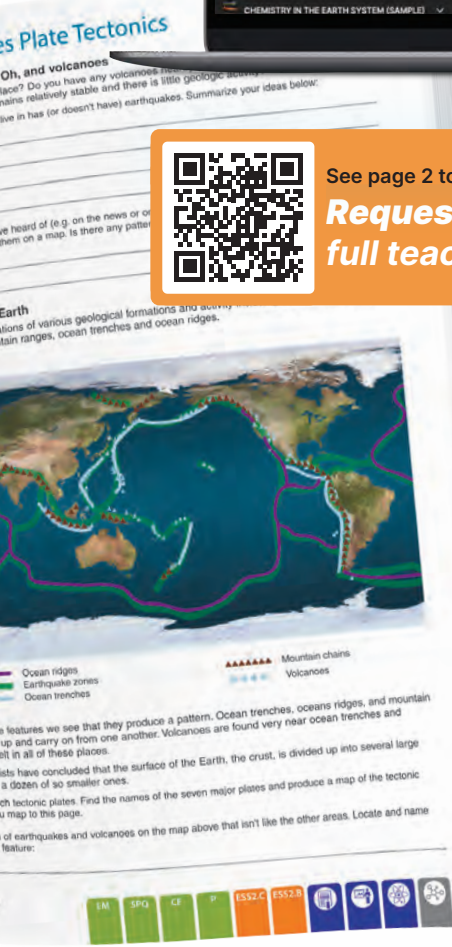 CHEMISTRY IN THE EARTH SYSTEM (SAMPLE)
es Plate Tectonics
Oh, and volcanoes
lace? Do you have any volcanoes
mains relatively stable and there is little geologic
live in has (or doesn't have) earthquakes. Summarize your ideas below:
See page 2 to
Reques
full teac
ve heard of (e.g. on the news or
them on a map. Is there any
Earth
ations of various geological formations and
tain ranges, ocean trenches and ocean ridges.
Ocean ridges
Earthquake zones
Ocean trenches
Mountain chains
Volcanoes
e features we see that they produce a pattern. Ocean trenches, oceans ridges, and mountain
up and carry on from one another. Volcanoes are found very near ocean trenches and
elt in all of these places.
ists have concluded that the surface of the Earth, the crust, is divided up into several large
a dozen of so smaller ones.
ch tectonic plates. Find the names of the seven major plates and produce a map of the tectonic
u map to this page.
of earthquakes and volcanoes on the map above that isn't like the other areas. Locate and name
feature:
LM
SPQ
CE
P
ESS2.C
ESS2.B